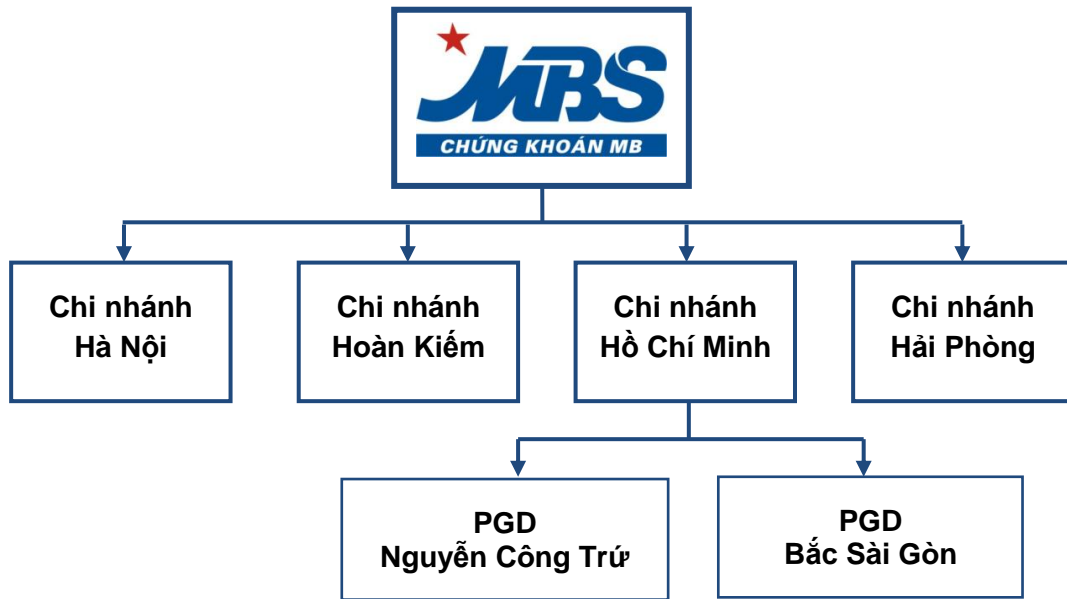 MBS
CHỨNG KHOÁN MB
Chi nhánh
Hà Nội
Chi nhánh
Hoàn Kiếm
Chi nhánh
Hồ Chí Minh
Chi nhánh
Hải Phòng
PGD
Nguyễn Công Trứ
PGD
Bắc Sài Gòn